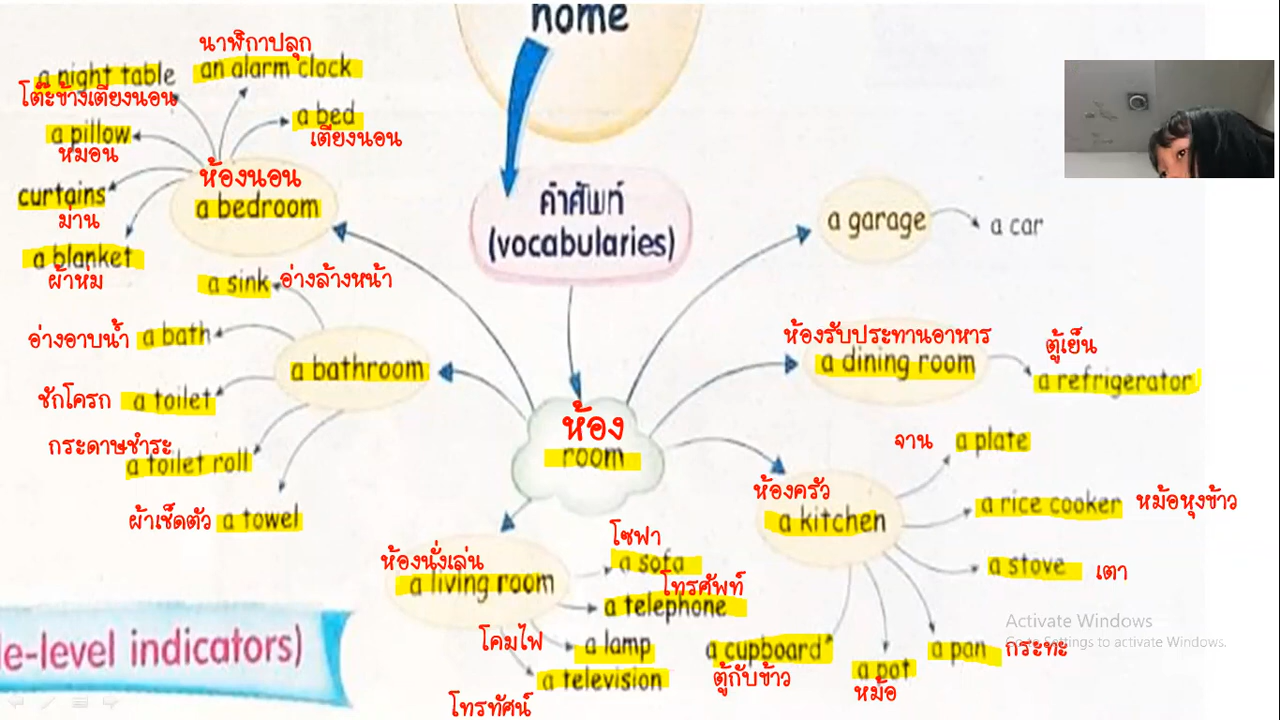 home
คำศัพท์
(vocabularies)
ห้อง
room
ห้องนอน
a bedroom
a night table
โต๊ะข้างเตียงนอน
นาฬิกาปลุก
an alarm clock
a bed
เตียงนอน
a pillow
หมอน
curtains
ม่าน
a blanket
ผ้าห่ม
a bathroom
a sink
อ่างล้างหน้า
อ่างอาบน้ำ
a bath
ชักโครก
a toilet
กระดาษชำระ
a toilet roll
ผ้าเช็ดตัว
a towel
ห้องนั่งเล่น
a living room
โซฟา
a sofa
โทรศัพท์
a telephone
โคมไฟ
a lamp
a television
โทรทัศน์
a garage
a car
ห้องรับประทานอาหาร
a dining room
ตู้เย็น
a refrigerator
ห้องครัว
a kitchen
จาน
a plate
a rice cooker
หม้อหุงข้าว
a stove
เตา
a pan
กระทะ
a pot
หม้อ
a cupboard
ตู้กับข้าว
le-level indicators)
Activate Windows
Go to Settings to activate Windows.